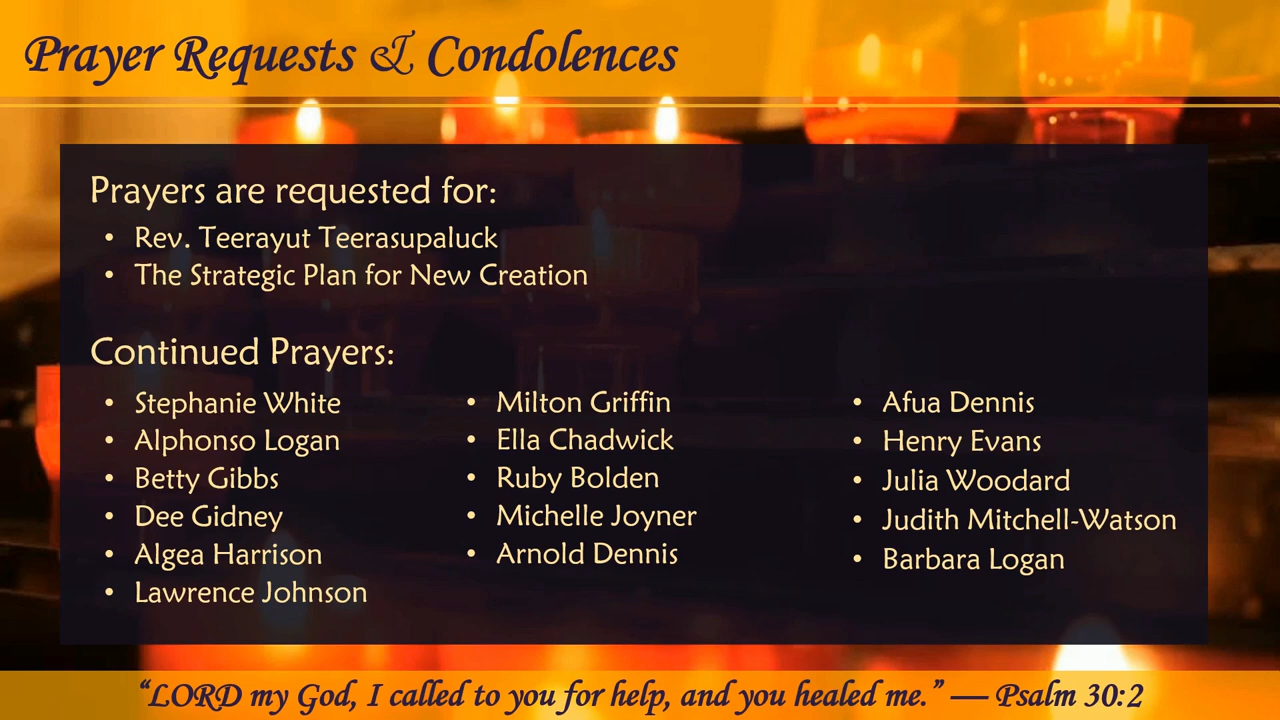 Prayer Requests & Condolences
Prayers are requested for:
• Rev. Teerayut Teerasupaluck
• The Strategic Plan for New Creation
Continued Prayers:
• Stephanie White
• Alphonso Logan
• Betty Gibbs
• Dee Gidney
• Algea Harrison
• Lawrence Johnson
• Milton Griffin
• Ella Chadwick
• Ruby Bolden
• Michelle Joyner
• Arnold Dennis
• Afua Dennis
• Henry Evans
• Julia Woodard
• Judith Mitchell-Watson
• Barbara Logan
“LORD my God, I called to you for help, and you healed me.” — Psalm 30:2